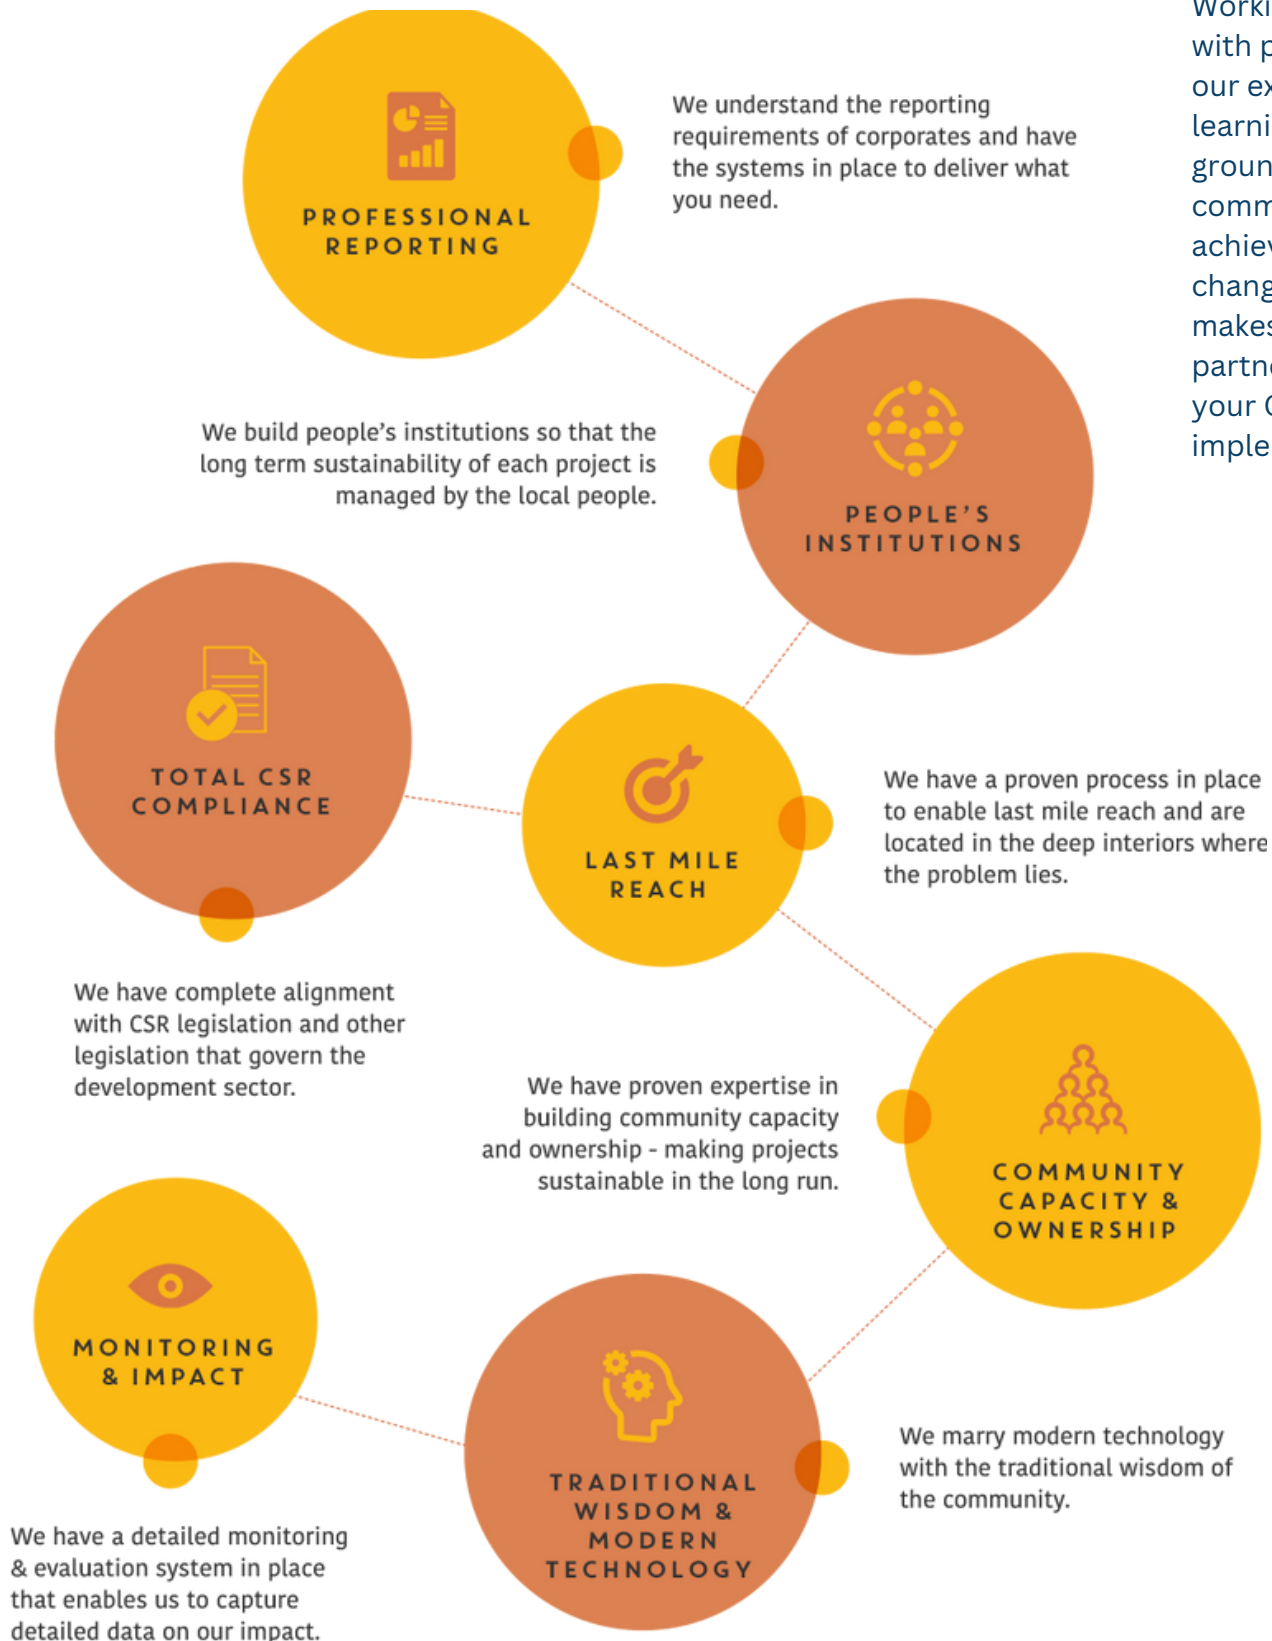 PROFESSIONAL
REPORTING
We understand the reporting
requirements of corporates and have
the systems in place to deliver what
you need.
with
our
PEOPLE’S
INSTITUTIONS
We build people’s institutions so that the
long term sustainability of each project is
managed by the local people.
makes
your
TOTAL CSR
COMPLIANCE
We have complete alignment
with CSR legislation and other
legislation that govern the
development sector.
LAST MILE
REACH
We have a proven process in place
to enable last mile reach and are
located in the deep interiors where
the problem lies.
COMMUNITY
CAPACITY &
OWNERSHIP
We have proven expertise in
building community capacity
and ownership - making projects
sustainable in the long run.
MONITORING
& IMPACT
We have a detailed monitoring
& evaluation system in place
that enables us to capture
detailed data on our impact.
TRADITIONAL
WISDOM &
MODERN
TECHNOLOGY
We marry modern technology
with the traditional wisdom of
the community.